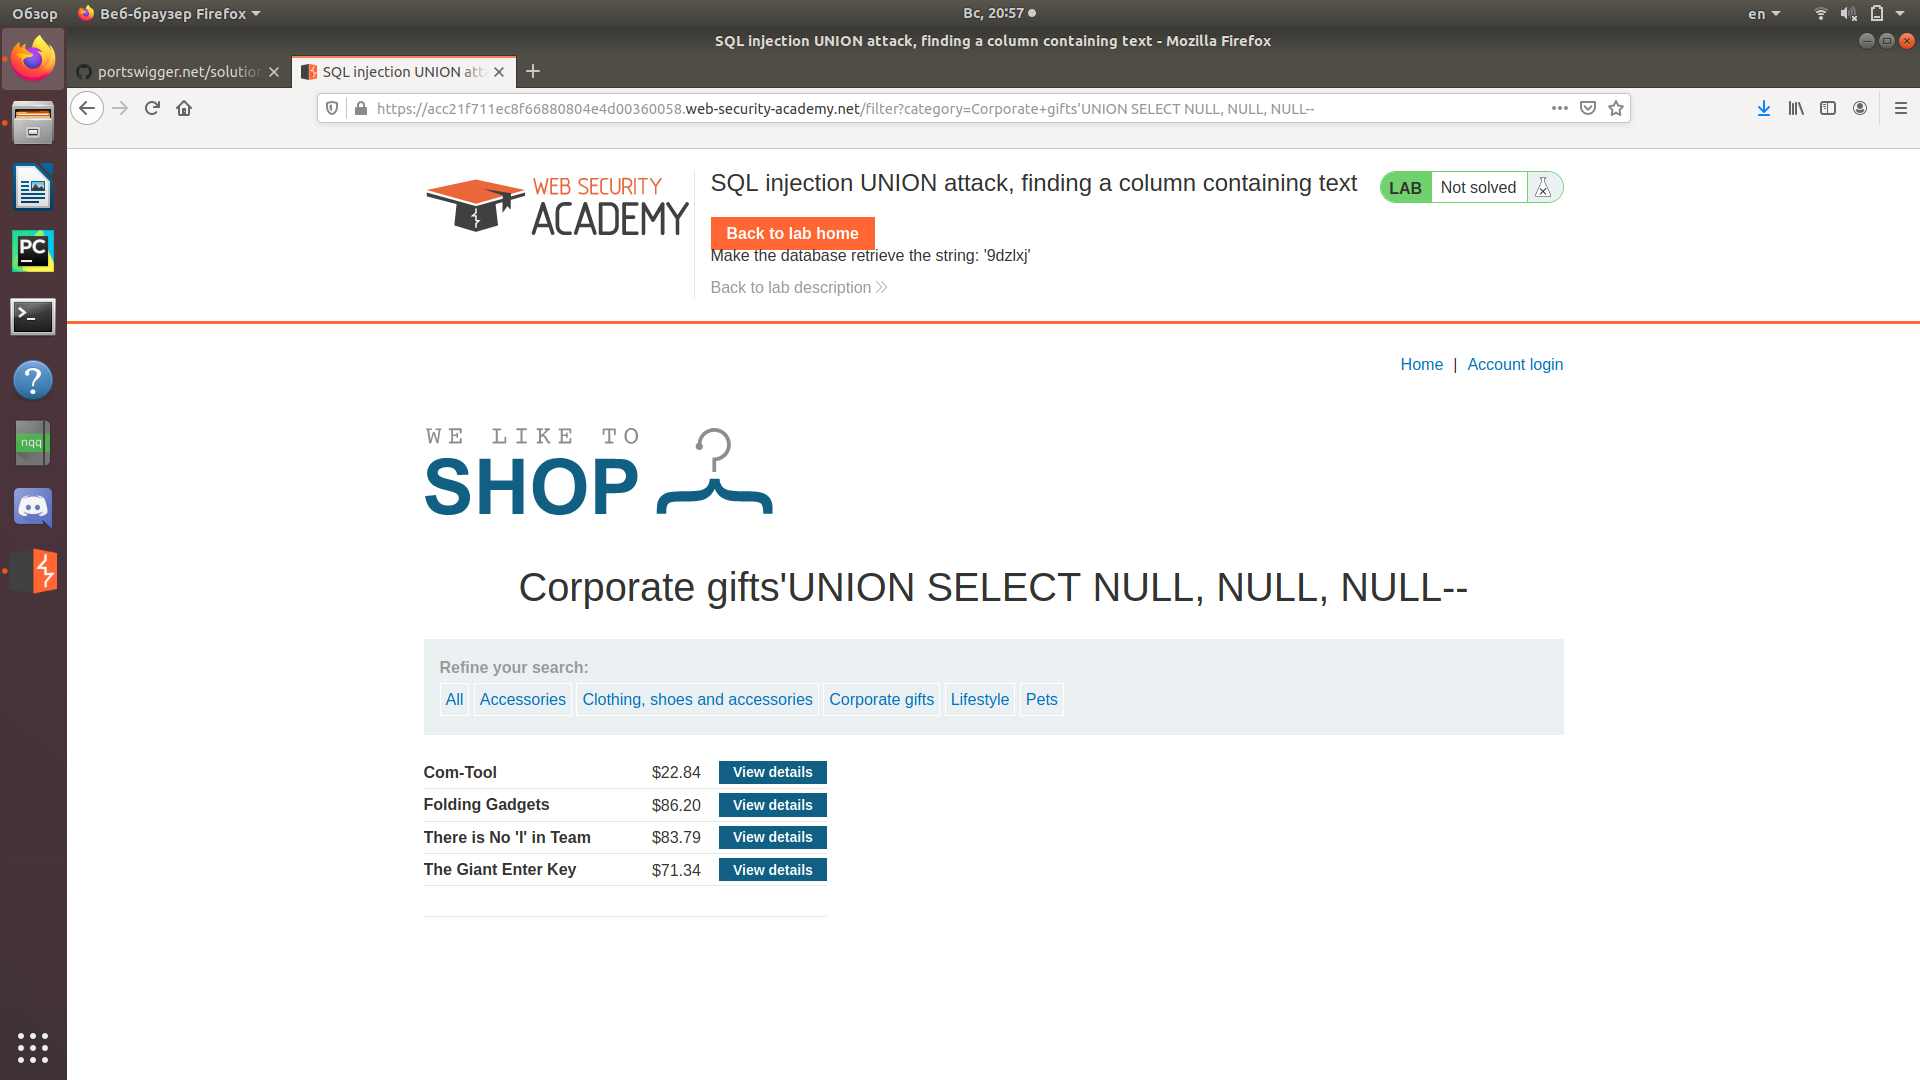 Обзор Веб-браузер Firefox Вс, 20:57 en
SQL injection UNION attack, finding a column containing text - Mozilla Firefox
portswigger.net/solution SQL injection UNION atta
https://acc21f711ec8f66880804e4d00360058.web-security-academy.net/filter?category=Corporate+gifts'UNION SELECT NULL, NULL, NULL--
WEB SECURITY
ACADEMY
SQL injection UNION attack, finding a column containing text
LAB Not solved
Back to lab home
Make the database retrieve the string: '9dzlxj'
Back to lab description
Home | Account login
WE LIKE TO
SHOP
Corporate gifts'UNION SELECT NULL, NULL, NULL--
Refine your search:
All Accessories Clothing, shoes and accessories Corporate gifts Lifestyle Pets
Com-Tool $22.84 View details
Folding Gadgets $86.20 View details
There is No 'I' in Team $83.79 View details
The Giant Enter Key $71.34 View details
PC
>_
?
nqq